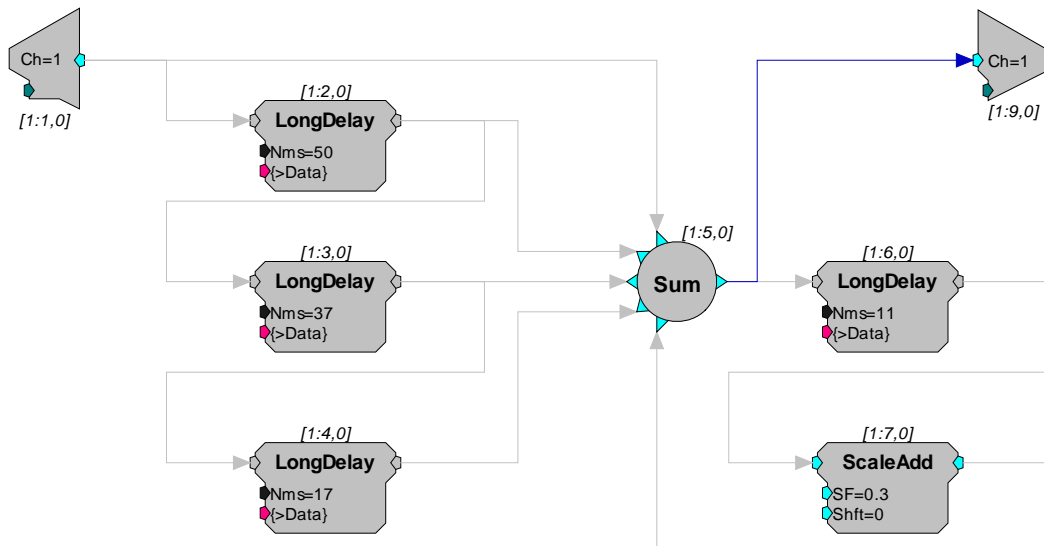 Ch=1
[1:1,0]
[1:2,0]
LongDelay
Nms=50
{>Data}
[1:3,0]
LongDelay
Nms=37
{>Data}
[1:4,0]
LongDelay
Nms=17
{>Data}
[1:5,0]
Sum
Ch=1
[1:9,0]
[1:6,0]
LongDelay
Nms=11
{>Data}
[1:7,0]
ScaleAdd
SF=0.3
Shft=0